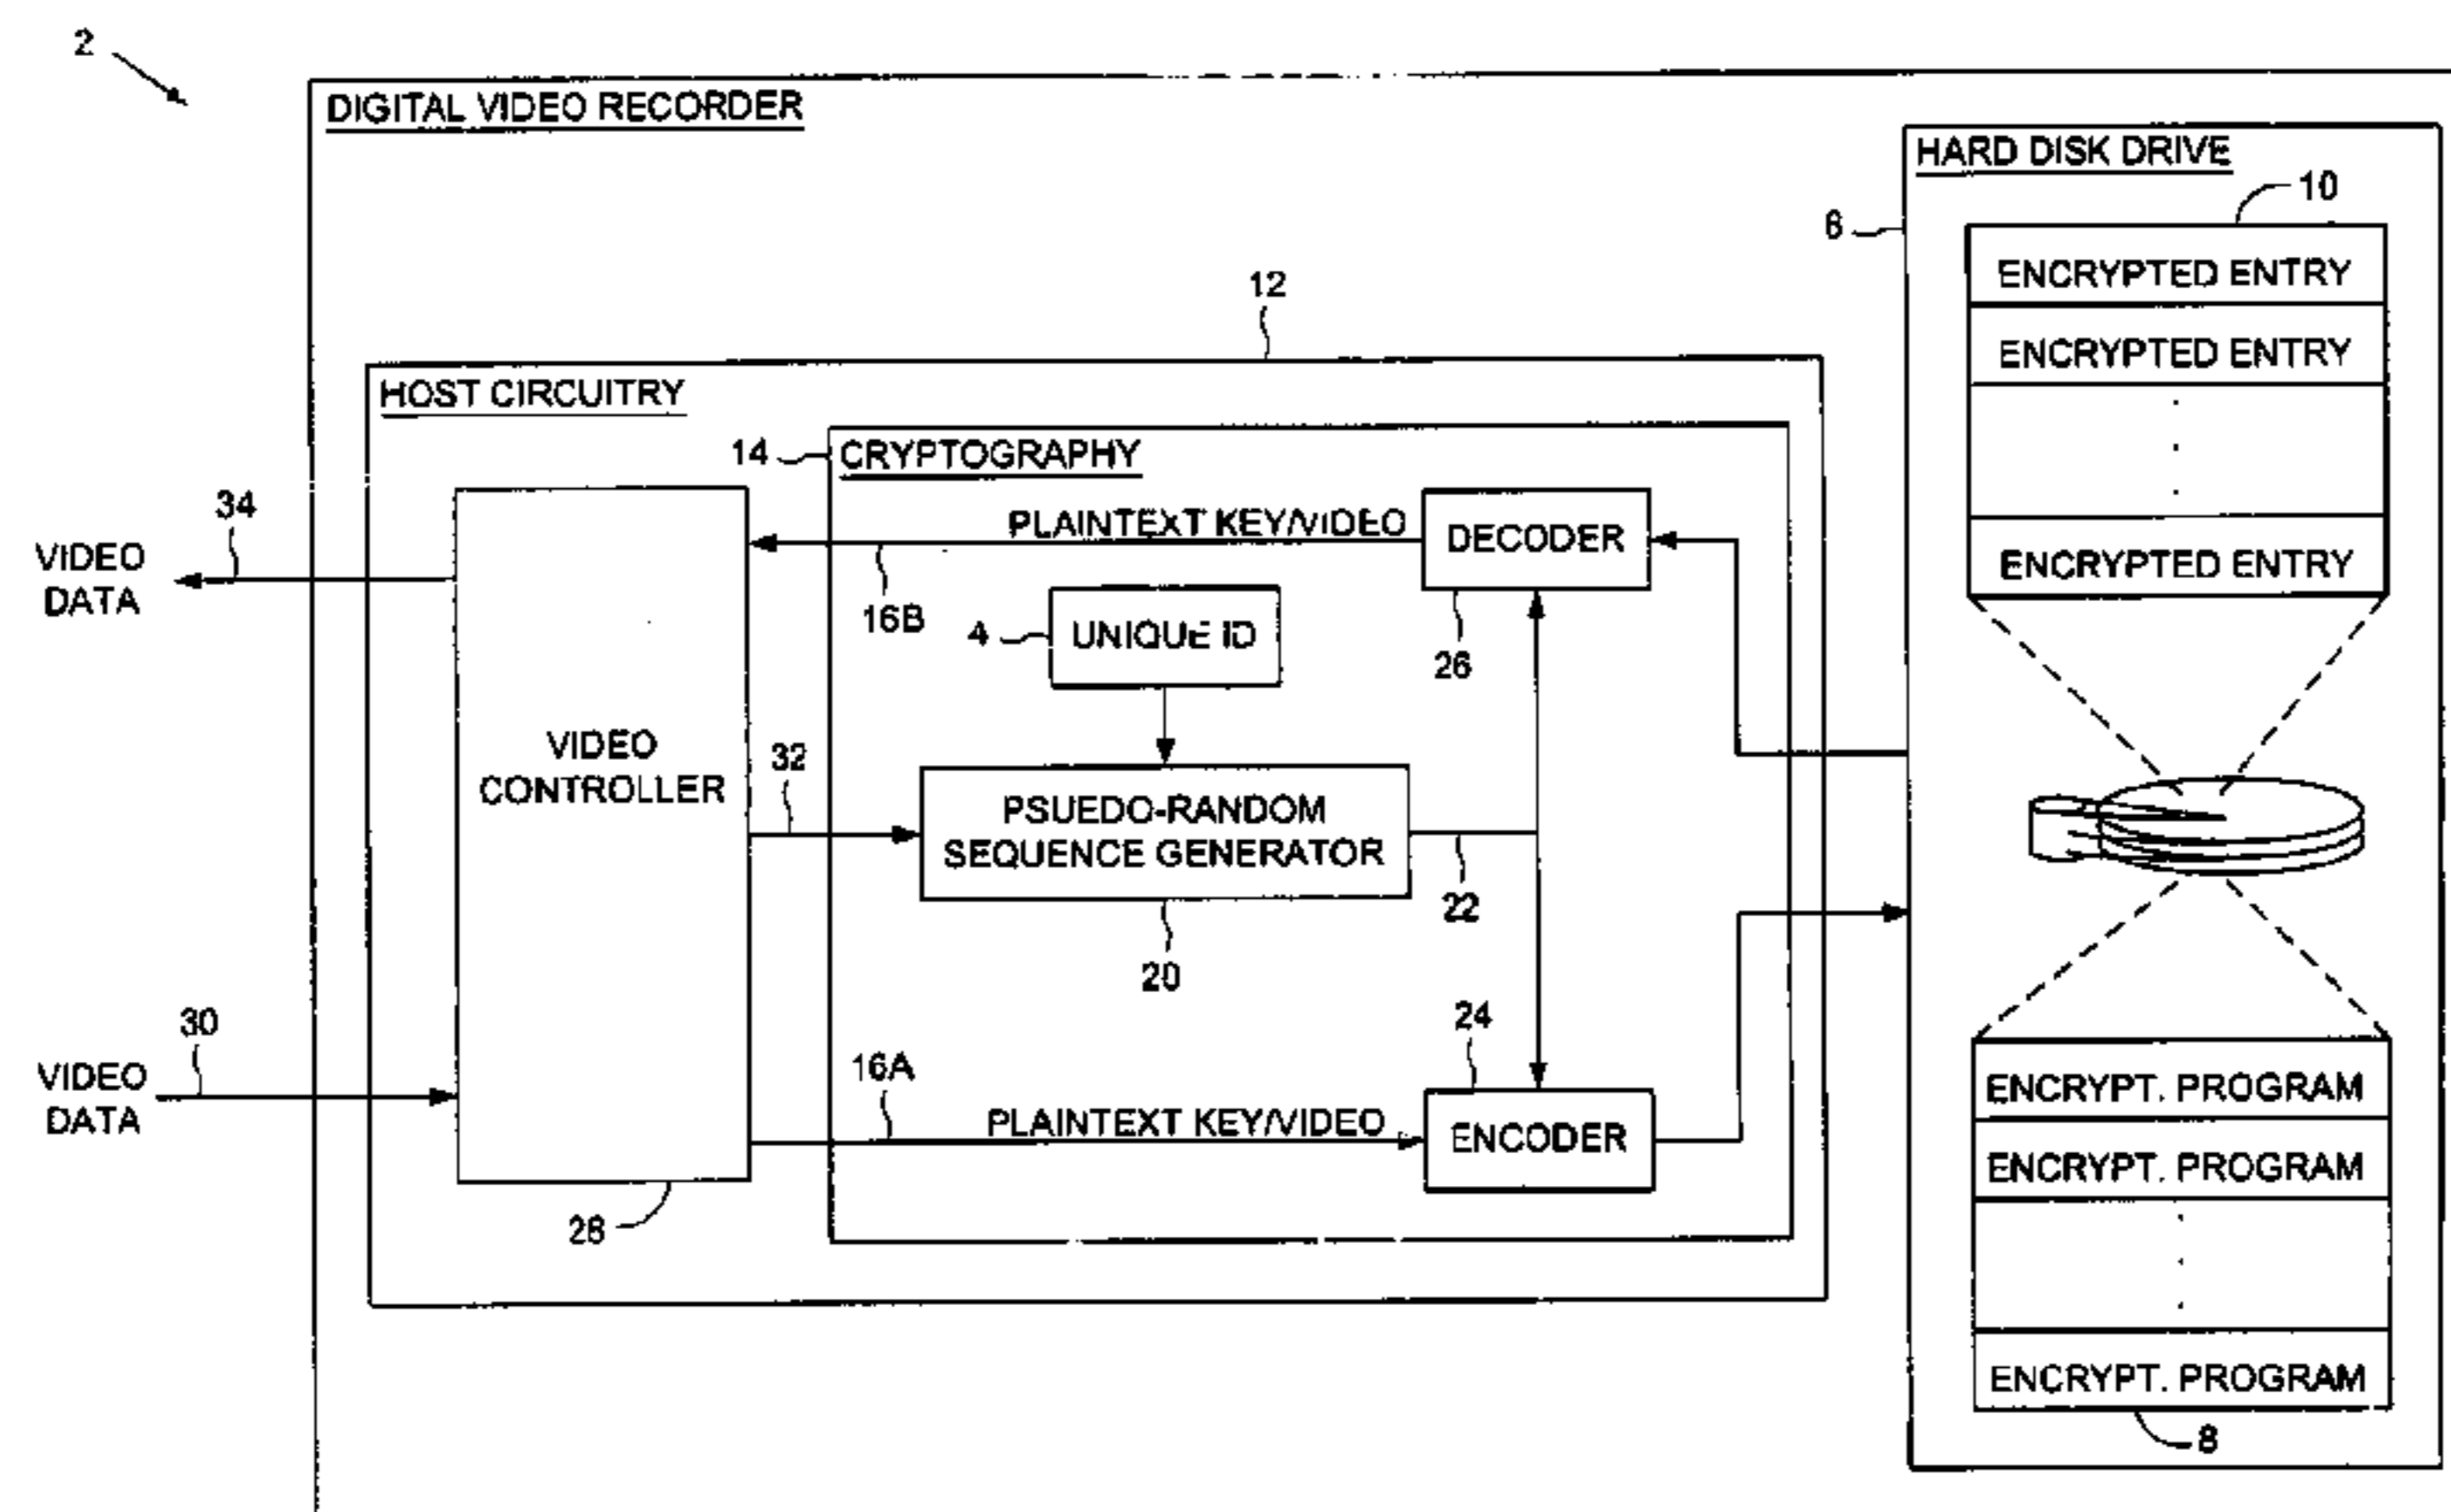 2
DIGITAL VIDEO RECORDER
HARD DISK DRIVE
10
6
ENCRYPTED ENTRY
ENCRYPTED ENTRY
.
.
.
ENCRYPTED ENTRY
12
HOST CIRCUITRY
14
CRYPTOGRAPHY
34
VIDEO
DATA
PLAINTEXT KEY/VIDEO
16B
DECODER
26
4
UNIQUE ID
VIDEO
CONTROLLER
32
PSUEDO-RANDOM
SEQUENCE GENERATOR
22
20
30
VIDEO
DATA
16A
PLAINTEXT KEY/VIDEO
24
ENCODER
28
ENCRYPT. PROGRAM
ENCRYPT. PROGRAM
.
.
.
ENCRYPT. PROGRAM
8